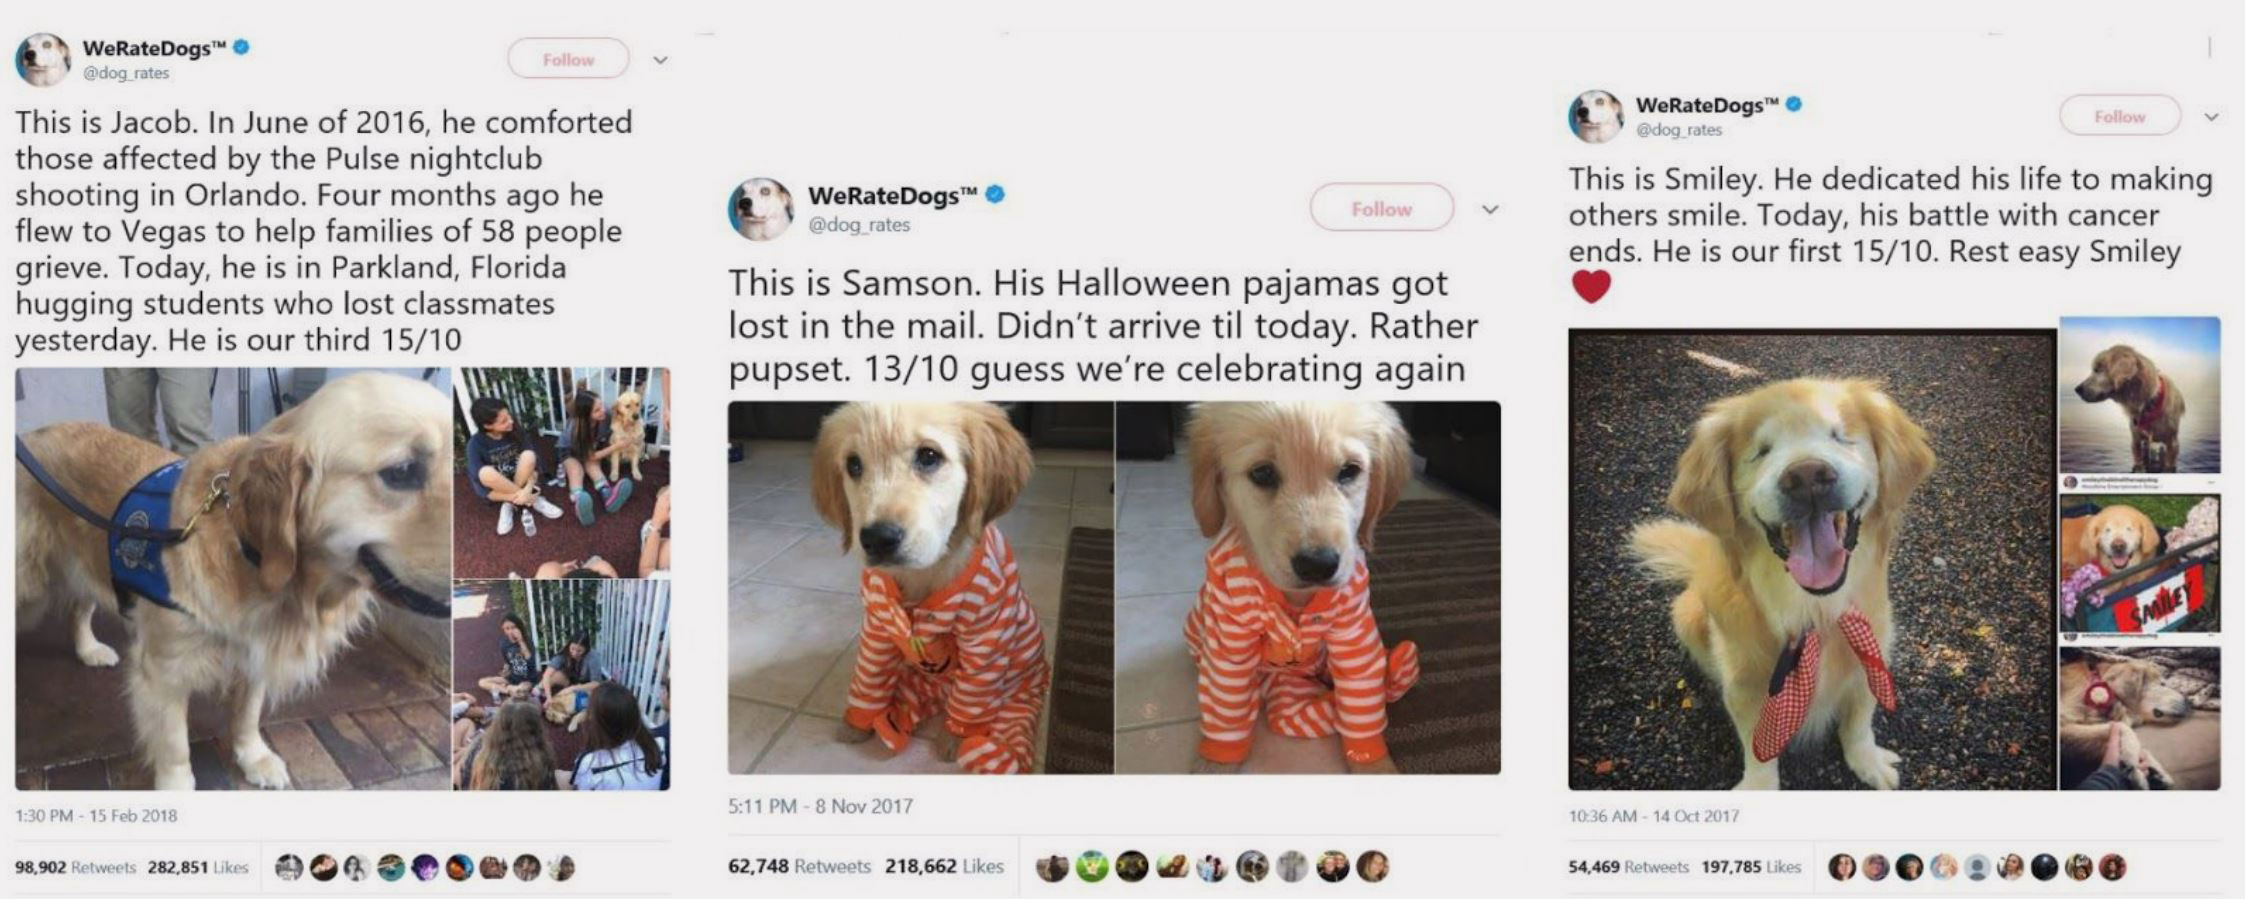 WeRateDogs™
@dog_rates
Follow
This is Jacob. In June of 2016, he comforted
those affected by the Pulse nightclub
shooting in Orlando. Four months ago he
flew to Vegas to help families of 58 people
grieve. Today, he is in Parkland, Florida
hugging students who lost classmates
yesterday. He is our third 15/10
1:30 PM - 15 Feb 2018
98,902 Retweets 282,851 Likes
WeRateDogs™
@dog_rates
Follow
This is Samson. His Halloween pajamas got
lost in the mail. Didn't arrive til today. Rather
pupset. 13/10 guess we're celebrating again
5:11 PM - 8 Nov 2017
62,748 Retweets 218,662 Likes
WeRateDogs™
@dog_rates
Follow
This is Smiley. He dedicated his life to making
others smile. Today, his battle with cancer
ends. He is our first 15/10. Rest easy Smiley
❤
SMILEY
10:36 AM - 14 Oct 2017
54,469 Retweets 197,785 Likes